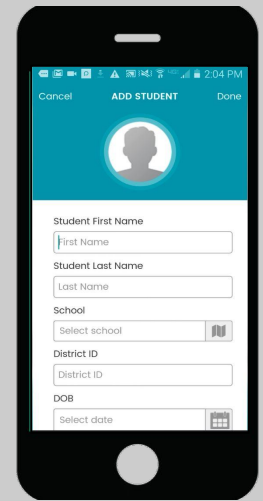 2:04 PM
Cancel ADD STUDENT Done
Student First Name
First Name
Student Last Name
Last Name
School
Select school
District ID
District ID
DOB
Select date